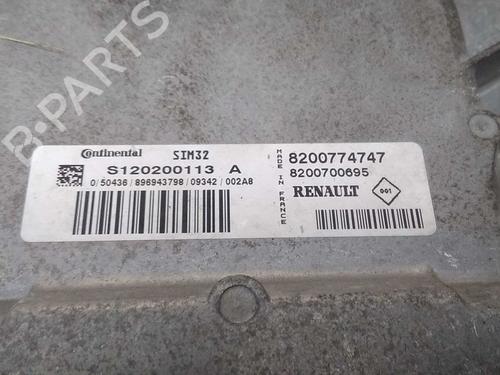 B-PARTS
Continental SIM32
S120200113 A
0/50436/896943798/09342/002A8
MADE IN FRANCE
8200774747
8200700695
RENAULT 001